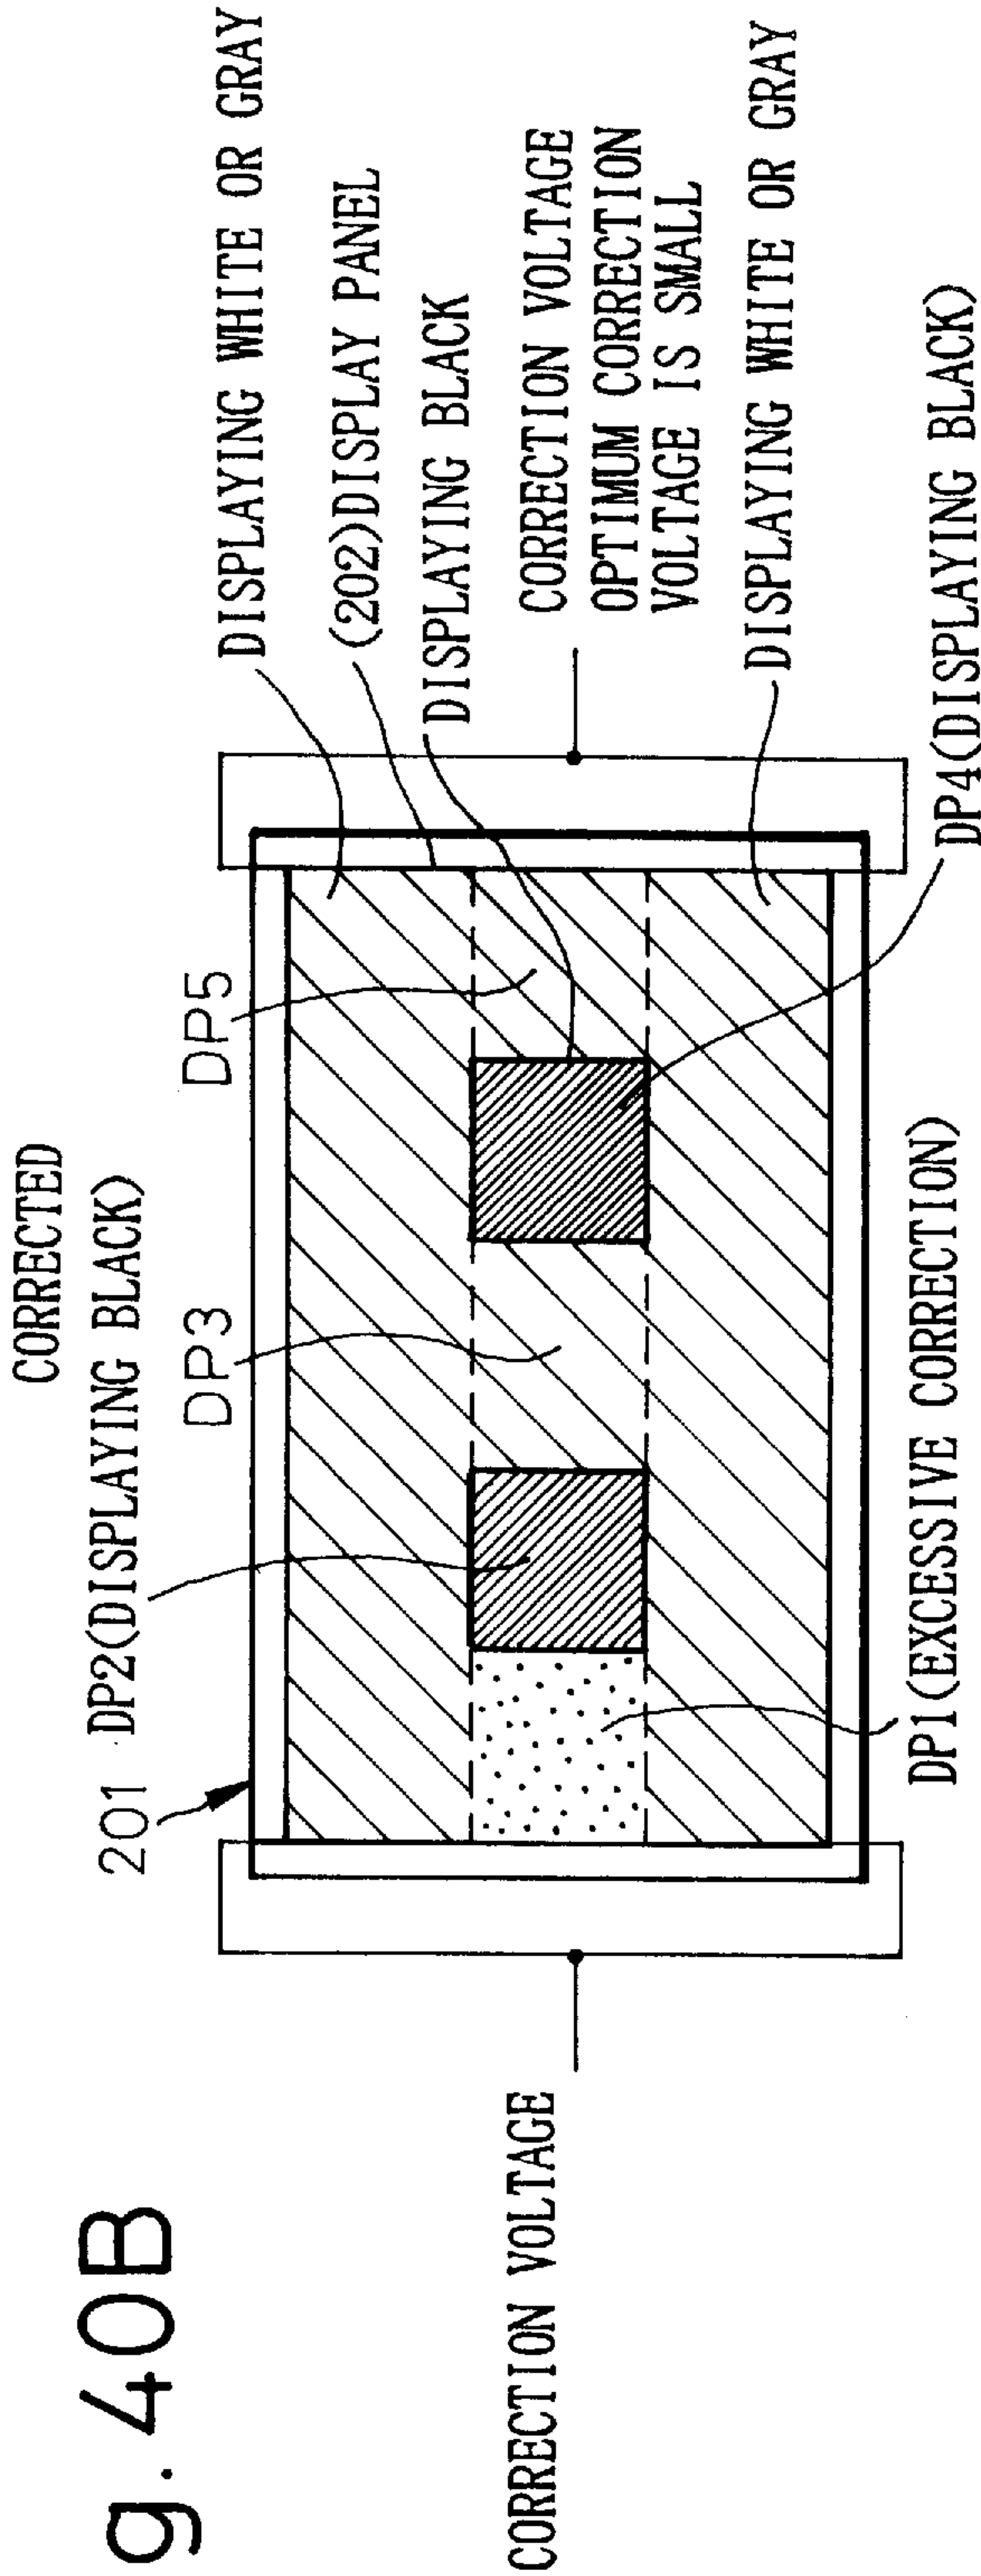 g. 40B
CORRECTED
201
DP2(DISPLAYING BLACK)
DP3
DP5
DISPLAYING WHITE OR GRAY
(202)DISPLAY PANEL
DISPLAYING BLACK
CORRECTION VOLTAGE
CORRECTION VOLTAGE
OPTIMUM CORRECTION
VOLTAGE IS SMALL
DISPLAYING WHITE OR GRAY
DP1(EXCESSIVE CORRECTION)
DP4(DISPLAYING BLACK)